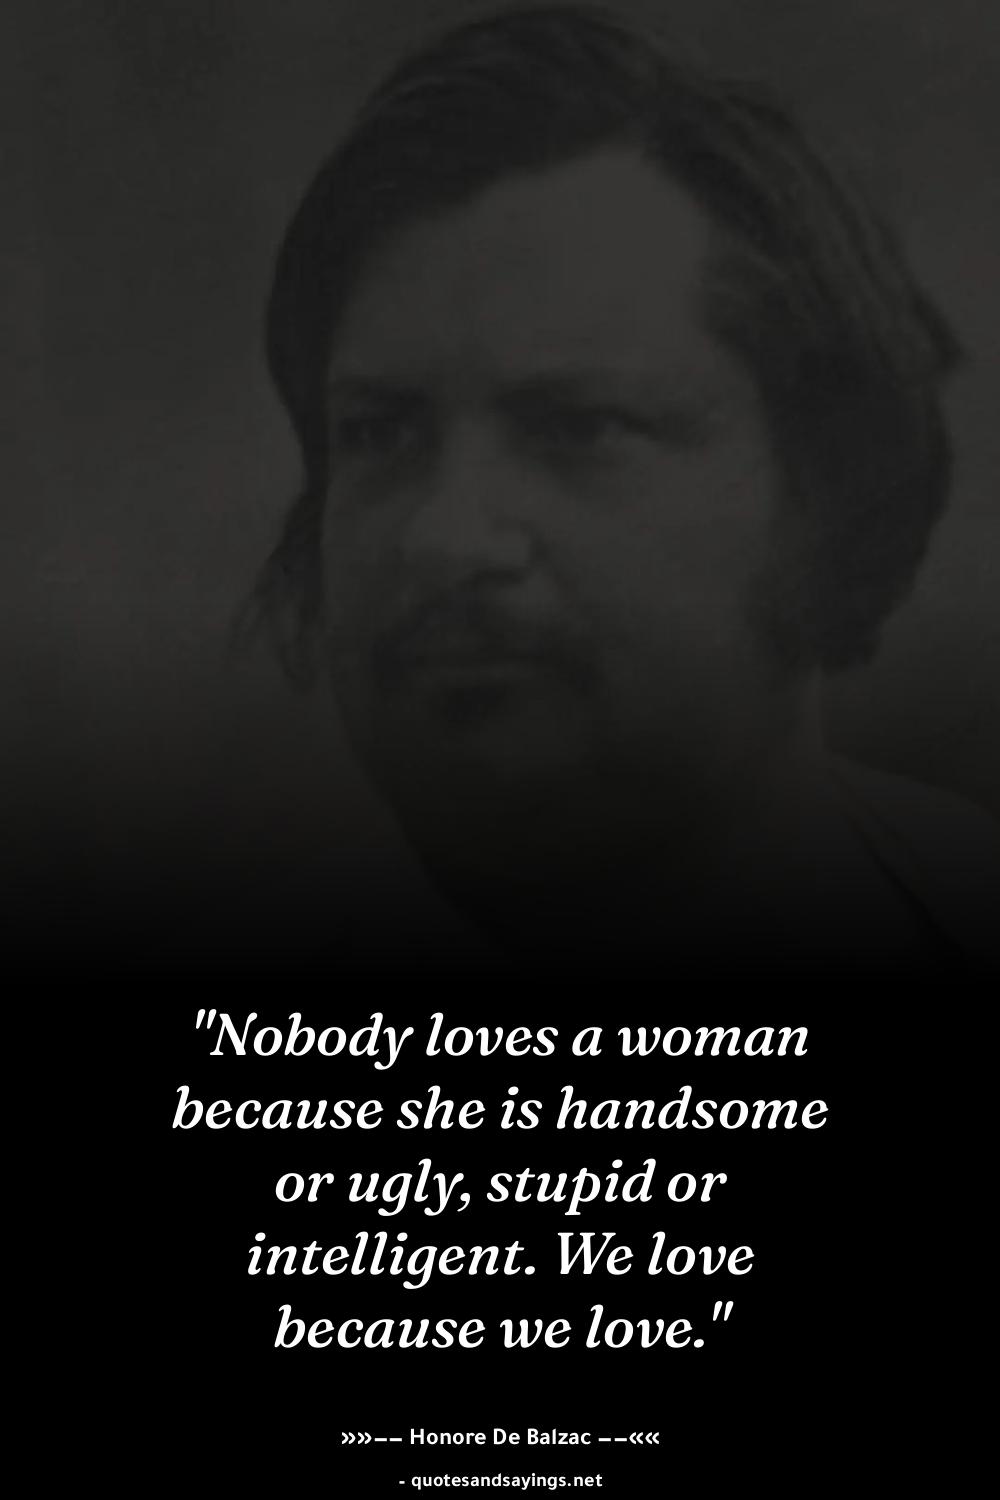 "Nobody loves a woman
because she is handsome
or ugly, stupid or
intelligent. We love
because we love."
»»−− Honore De Balzac −−««
- quotesandsayings.net